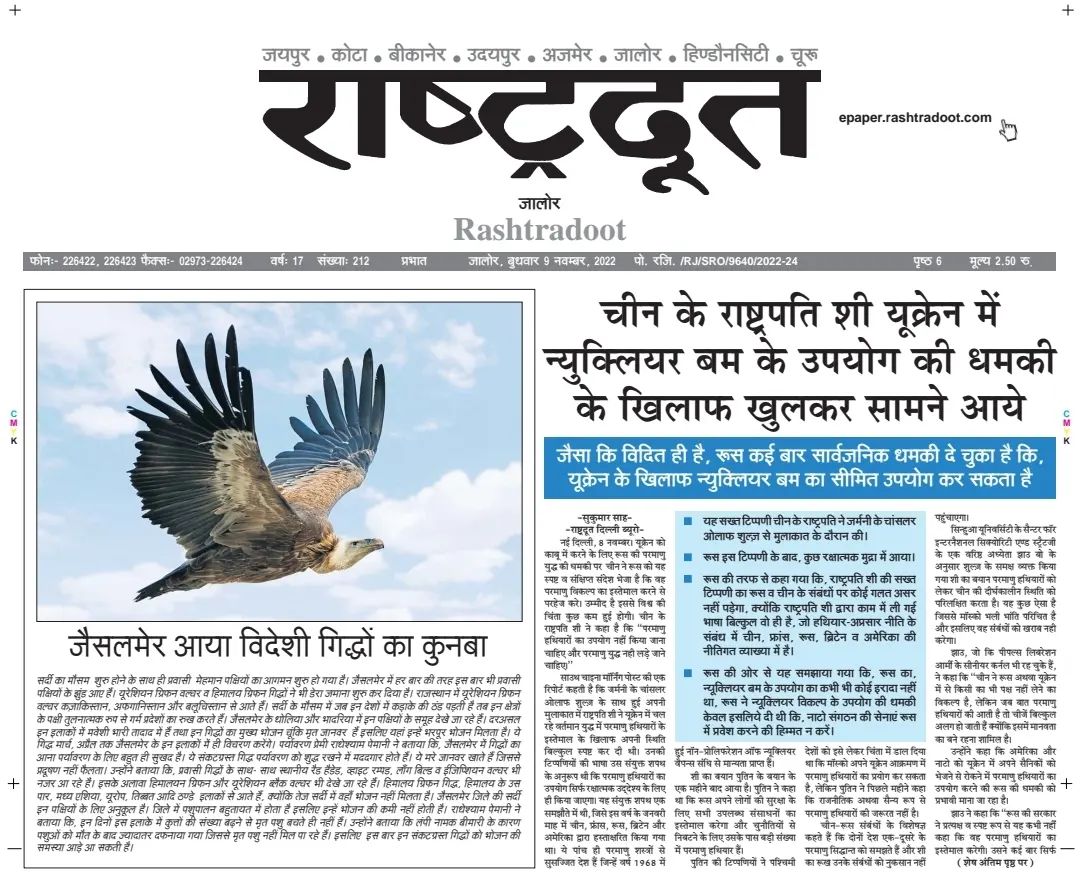 जयपुर • कोटा • बीकानेर • उदयपुर • अजमेर • जालोर • हिण्डौनसिटी • चूरू
राष्ट्रदूत
epaper.rashtradoot.com
जालोर
Rashtradoot
फोनः- 226422, 226423 फैक्सः- 02973-226424 वर्षः 17 संख्याः 212 प्रभात जालोर, बुधवार 9 नवम्बर, 2022 पो. रजि. /RJ/SRO/9640/2022-24 पृष्ठ 6 मूल्य 2.50 रु.
C
M
Y
K
जैसलमेर आया विदेशी गिद्धों का कुनबा
सर्दी का मौसम शुरु होने के साथ ही प्रवासी मेहमान पक्षियों का आगमन शुरु हो गया है। जैसलमेर में हर बार की तरह इस बार भी प्रवासी
पक्षियों के झुंड आए हैं। यूरेशियन ग्रिफन वल्चर व हिमालय ग्रिफन गिद्धों ने भी डेरा जमाना शुरु कर दिया है। राजस्थान में यूरेशियन ग्रिफन
वल्चर कज़ाकिस्तान, अफगानिस्तान और बलुचिस्तान से आते हैं। सर्दी के मौसम में जब इन देशों में कड़ाके की ठंड पड़ती है तब इन क्षेत्रों
के पक्षी तुलनात्मक रुप से गर्म प्रदेशों का रुख करते हैं। जैसलमेर के धोलिया और भादरिया में इन पक्षियों के समूह देखे जा रहे हैं। दरअसल
इन इलाकों में मवेशी भारी तादाद में हैं तथा इन गिद्धों का मुख्य भोजन चूंकि मृत जानवर हैं इसलिए यहां इन्हें भरपूर भोजन मिलता है। ये
गिद्ध मार्च, अप्रैल तक जैसलमेर के इन इलाकों में ही विचरण करेंगे। पर्यावरण प्रेमी राधेश्याम पेमानी ने बताया कि, जैसलमेर में गिद्धों का
आना पर्यावरण के लिए बहुत ही सुखद है। ये संकटग्रस्त गिद्ध पर्यावरण को शुद्ध रखने में मददगार होते हैं। ये मरे जानवर खाते हैं जिससे
प्रदूषण नहीं फैलता। उन्होंने बताया कि, प्रवासी गिद्धों के साथ- साथ स्थानीय रैड हैडेड, व्हाइट रम्पड, लौंग बिल्ड व ईजिप्शियन वल्चर भी
नजर आ रहे हैं। इसके अलावा हिमालयन ग्रिफन और यूरेशियन ब्लैक वल्चर भी देखे जा रहे हैं। हिमालय ग्रिफन गिद्ध, हिमालय के उस
पार, मध्य एशिया, यूरोप, तिब्बत आदि ठण्डे इलाकों से आते हैं, क्योंकि तेज सर्दी में वहाँ भोजन नहीं मिलता है। जैसलमेर जिले की सर्दी
इन पक्षियों के लिए अनुकूल है। जिले में पशुपालन बहुतायत में होता है इसलिए इन्हें भोजन की कमी नहीं होती है। राधेश्याम पेमानी ने
बताया कि, इन दिनों इस इलाके में कुत्तों की संख्या बढ़ने से मृत पशु बचते ही नहीं हैं। उन्होंने बताया कि लंपी नामक बीमारी के कारण
पशुओं को मौत के बाद ज्यादातर दफनाया गया जिससे मृत पशु नहीं मिल पा रहे हैं। इसलिए इस बार इन संकटग्रस्त गिद्धों को भोजन की
समस्या आड़े आ सकती हैं।
चीन के राष्ट्रपति शी यूक्रेन में
न्युक्लियर बम के उपयोग की धमकी
के खिलाफ खुलकर सामने आये
जैसा कि विदित ही है, रूस कई बार सार्वजनिक धमकी दे चुका है कि,
यूक्रेन के खिलाफ न्युक्लियर बम का सीमित उपयोग कर सकता है
-सुकुमार साह-
-राष्ट्रदूत दिल्ली ब्यूरो-
नई दिल्ली, 8 नवम्बर। यूक्रेन को
काबू में करने के लिए रूस की परमाणु
युद्ध की धमकी पर चीन ने रूस को यह
स्पष्ट व संक्षिप्त संदेश भेजा है कि वह
परमाणु विकल्प का इस्तेमाल करने से
परहेज करे। उम्मीद है इससे विश्व की
चिंता कुछ कम हुई होगी। चीन के
राष्ट्रपति शी ने कहा है कि "परमाणु
हथियारों का उपयोग नहीं किया जाना
चाहिए और परमाणु युद्ध नही लड़े जाने
चाहिए।"
साउथ चाइना मॉर्निंग पोस्ट की एक
रिपोर्ट कहती है कि जर्मनी के चांसलर
ओलाफ शुल्ज़ के साथ हुई अपनी
मुलाकात में राष्ट्रपति शी ने यूक्रेन में चल
रहे वर्तमान युद्ध में परमाणु हथियारों के
इस्तेमाल के खिलाफ अपनी स्थिति
बिल्कुल स्पष्ट कर दी थी। उनकी
टिप्पणियों की भाषा उस संयुक्त शपथ
के अनुरूप थी कि परमाणु हथियारों का
उपयोग सिर्फ रक्षात्मक उद्देश्य के लिए
ही किया जाएगा। यह संयुक्त शपथ एक
समझौते में थी, जिसे इस वर्ष के जनवरी
माह में चीन, फ्रांस, रूस, ब्रिटेन और
अमेरिका द्वारा हस्ताक्षरित किया गया
था। ये पांच ही परमाणु शस्त्रों से
सुसज्जित देश हैं जिन्हें वर्ष 1968 में
यह सख्त टिप्पणी चीन के राष्ट्रपति ने जर्मनी के चांसलर
ओलाफ शुल्ज़ से मुलाकात के दौरान की।
रूस इस टिप्पणी के बाद, कुछ रक्षात्मक मुद्रा में आया।
रूस की तरफ से कहा गया कि, राष्ट्रपति शी की सख्त
टिप्पणी का रूस व चीन के संबंधों पर कोई गलत असर
नहीं पड़ेगा, क्योंकि राष्ट्रपति शी द्वारा काम में ली गई
भाषा बिल्कुल वो ही है, जो हथियार-अप्रसार नीति के
संबंध में चीन, फ्रांस, रूस, ब्रिटेन व अमेरिका की
नीतिगत व्याख्या में है।
रूस की ओर से यह समझाया गया कि, रूस का,
न्यूक्लियर बम के उपयोग का कभी भी कोई इरादा नहीं
था, रूस ने न्यूक्लियर विकल्प के उपयोग की धमकी
केवल इसलिये दी थी कि, नाटो संगठन की सेनाएं रूस
में प्रवेश करने की हिम्मत न करें।
हुई नॉन-प्रोलिफरेशन ऑफ न्यूक्लियर
वैपन्स संधि से मान्यता प्राप्त हैं।
शी का बयान पुतिन के बयान के
एक महीने बाद आया है। पुतिन ने कहा
था कि रूस अपने लोगों की सुरक्षा के
लिए सभी उपलब्ध संसाधनों का
इस्तेमाल करेगा और चुनौतियों से
निबटने के लिए उसके पास बड़ी संख्या
में परमाणु हथियार हैं।
पुतिन की टिप्पणियों ने पश्चिमी
देशों को इसे लेकर चिंता में डाल दिया
था कि मॉस्को अपने यूक्रेन आक्रमण में
परमाणु हथियारों का प्रयोग कर सकता
है, लेकिन पुतिन ने पिछले महीने कहा
कि राजनीतिक अथवा सैन्य रूप से
परमाणु हथियारों की जरूरत नहीं है।
चीन-रूस संबंधों के विशेषज्ञ
कहते हैं कि दोनों देश एक-दूसरे के
परमाणु सिद्धान्त को समझते हैं और शी
का रूख उनके संबंधों को नुकसान नहीं
पहुंचाएगा।
सिन्हुआ यूनिवर्सिटी के सैन्टर फॉर
इन्टरनैशनल सिक्योरिटी एण्ड स्ट्रैटजी
के एक वरिष्ठ अध्येता झाउ बो के
अनुसार शुल्ज़ के समक्ष व्यक्त किया
गया शी का बयान परमाणु हथियारों को
लेकर चीन की दीर्घकालीन स्थिति को
परिलक्षित करता है। यह कुछ ऐसा है
जिससे मॉस्को भली भांति परिचित है
और इसलिए वह संबंधों को खराब नही
करेगा।
झाउ, जो कि पीपल्स लिबरेशन
आर्मी के सीनीयर कर्नल भी रह चुके हैं,
ने कहा "चीन ने रूस अथवा यूक्रेन
में से किसी का भी पक्ष नहीं लेने का
विकल्प है, लेकिन जब बात परमाणु
हथियारों की आती है तो चीजें बिल्कुल
अलग हो जाती हैं क्योंकि इसमें मानवता
का बने रहना शामिल है।
उन्होंने कहा कि अमेरिका और
नाटो को यूक्रेन में अपने सैनिकों को
भेजने से रोकने में परमाणु हथियारों का
उपयोग करने की रूस की धमकी को
प्रभावी माना जा रहा है।
झाउ ने कहा कि "रूस की सरकार
ने प्रत्यक्ष व स्पष्ट रूप से यह कभी नहीं
कहा कि वह परमाणु हथियारों का
इस्तेमाल करेगी। उसने कई बार सिर्फ
(शेष अंतिम पृष्ठ पर)
C
M
Y
K